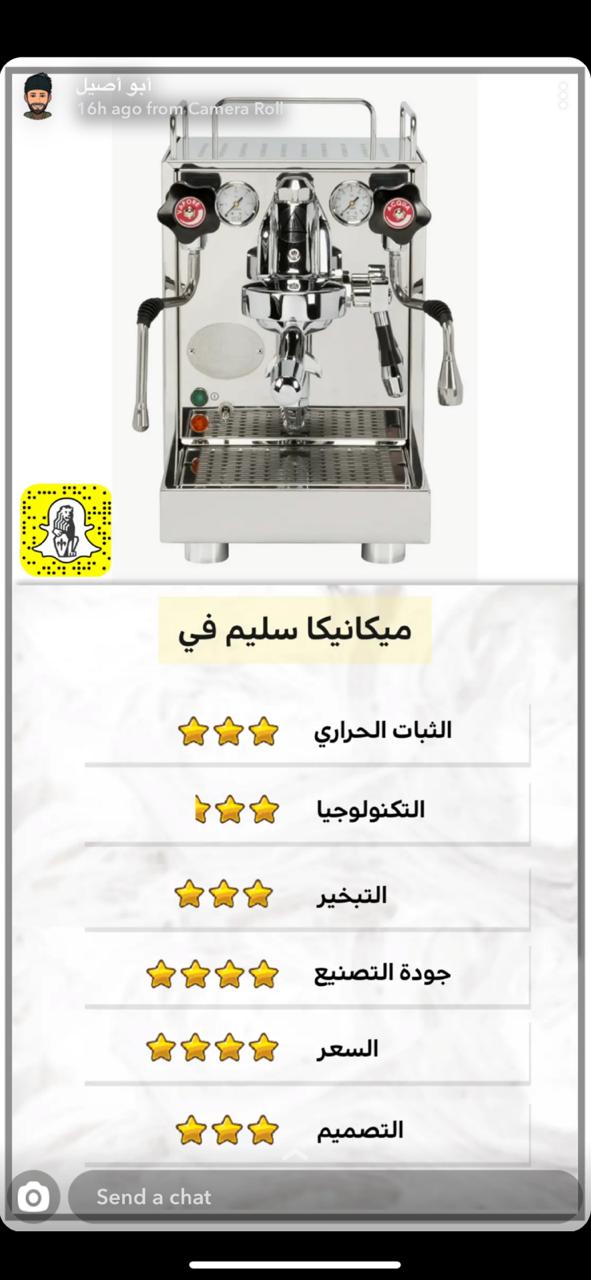 أبو أصيل
16h ago from Camera Roll
VAPORE
ACQUA
ميكانيكا سليم في
الثبات الحراري
التكنولوجيا
التبخير
جودة التصنيع
السعر
التصميم
Send a chat